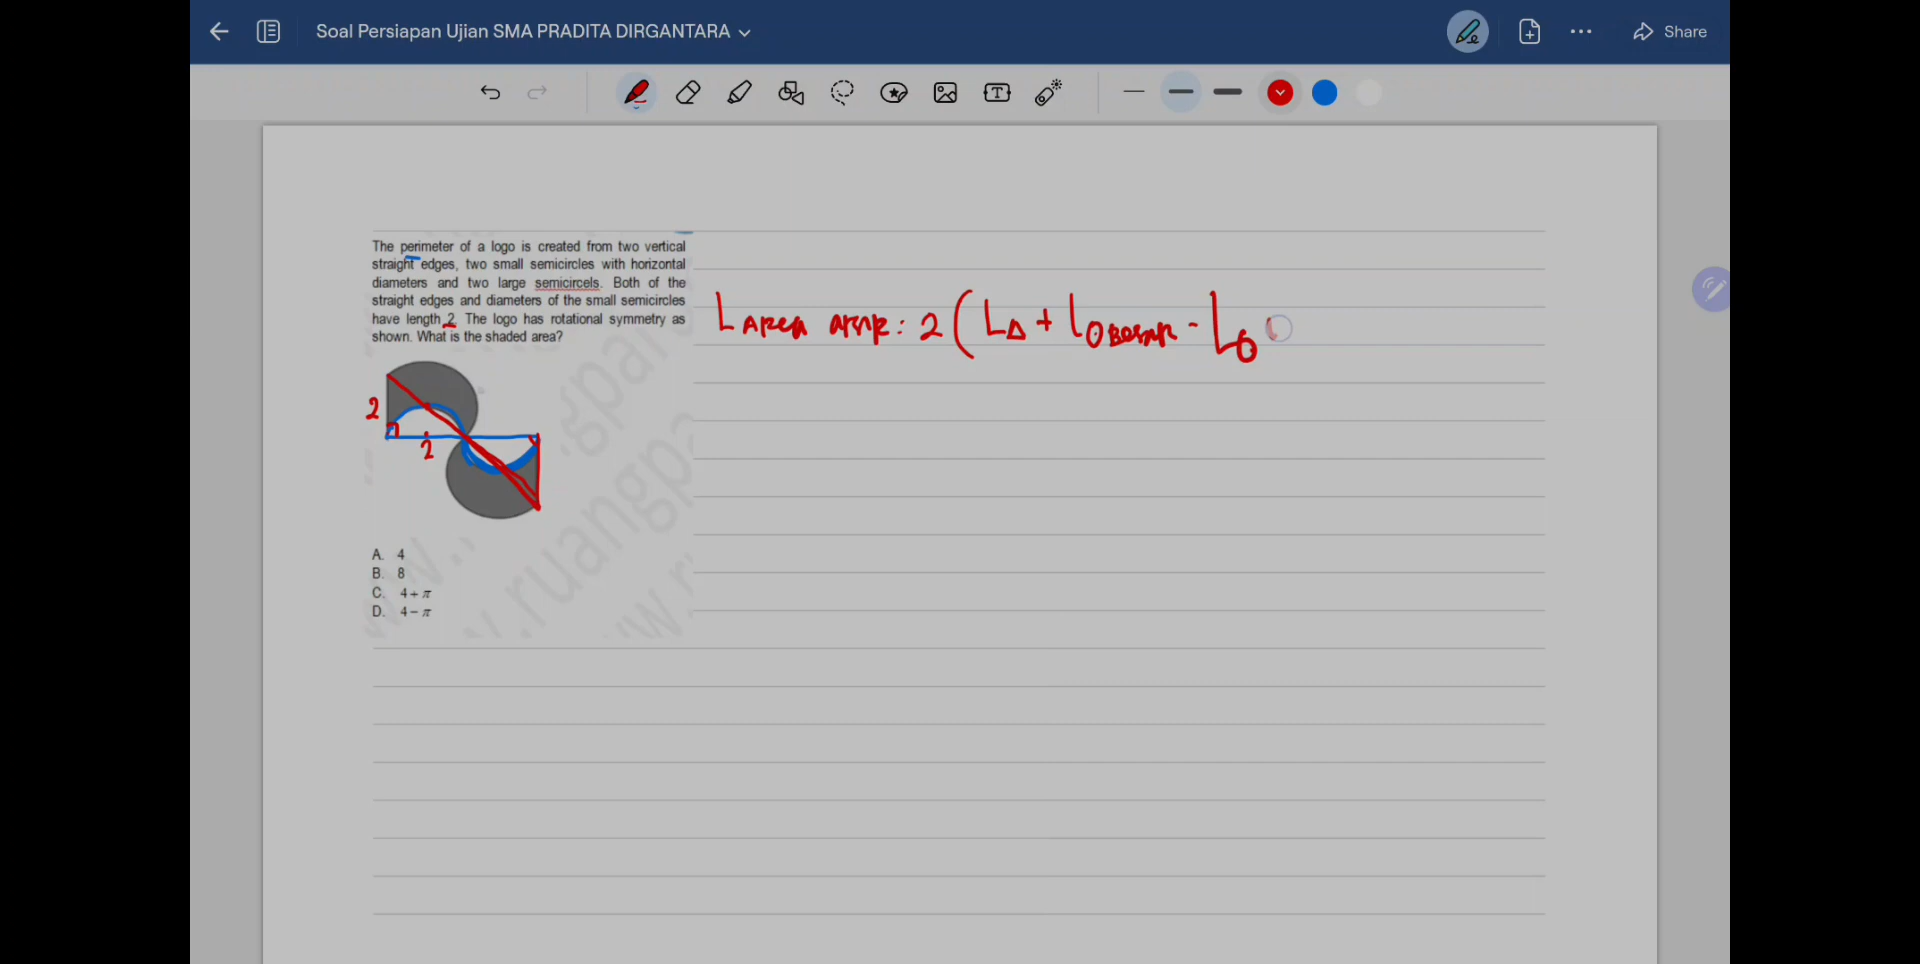 Soal Persiapan Ujian SMA PRADITA DIRGANTARA
Share
The perimeter of a logo is created from two vertical
straight edges, two small semicircles with horizontal
diameters and two large semicircels. Both of the
straight edges and diameters of the small semicircles
have length 2. The logo has rotational symmetry as
shown. What is the shaded area?
L AREA : 2 ( L△ + L
2
2
A. 4
B. 8
C. 4 + π
D. 4 − π
www.ruangpar